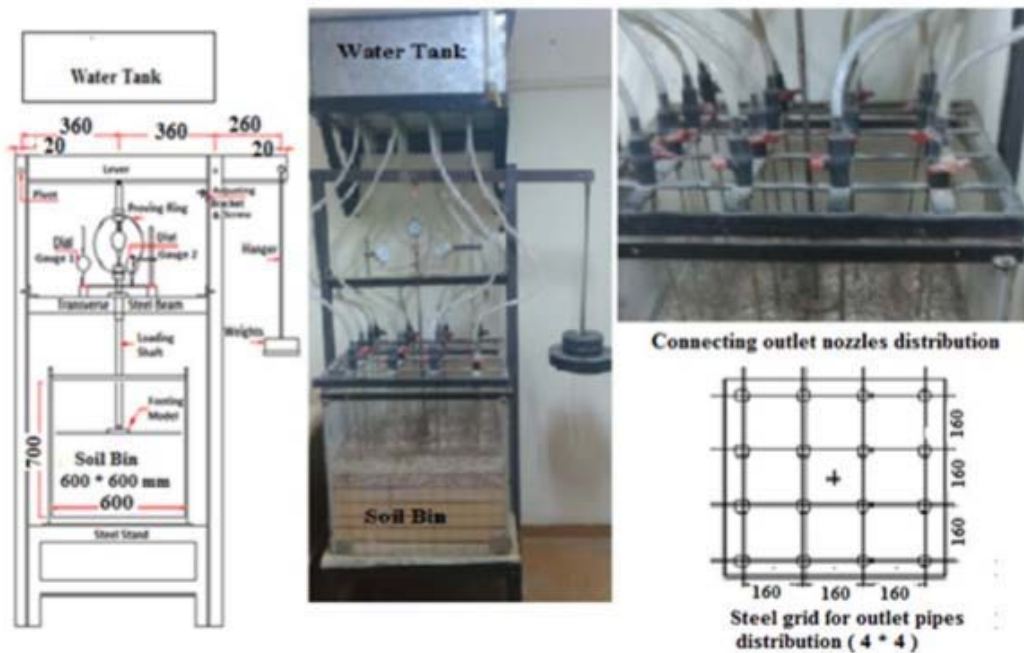 Water Tank
360
360
260
20
20
Lever
Pivot
Adjusting
Bracket
& Screw
Proving Ring
Dial
Gauge 1
Dial
Gauge 2
Hanger
Transverse Steel Beam
Loading
Shaft
Weights
Footing
Model
700
Soil Bin
600 * 600 mm
600
Steel Stand
Water Tank
Soil Bin
Connecting outlet nozzles distribution
160
160
160
160
160
160
Steel grid for outlet pipes
distribution ( 4 * 4 )